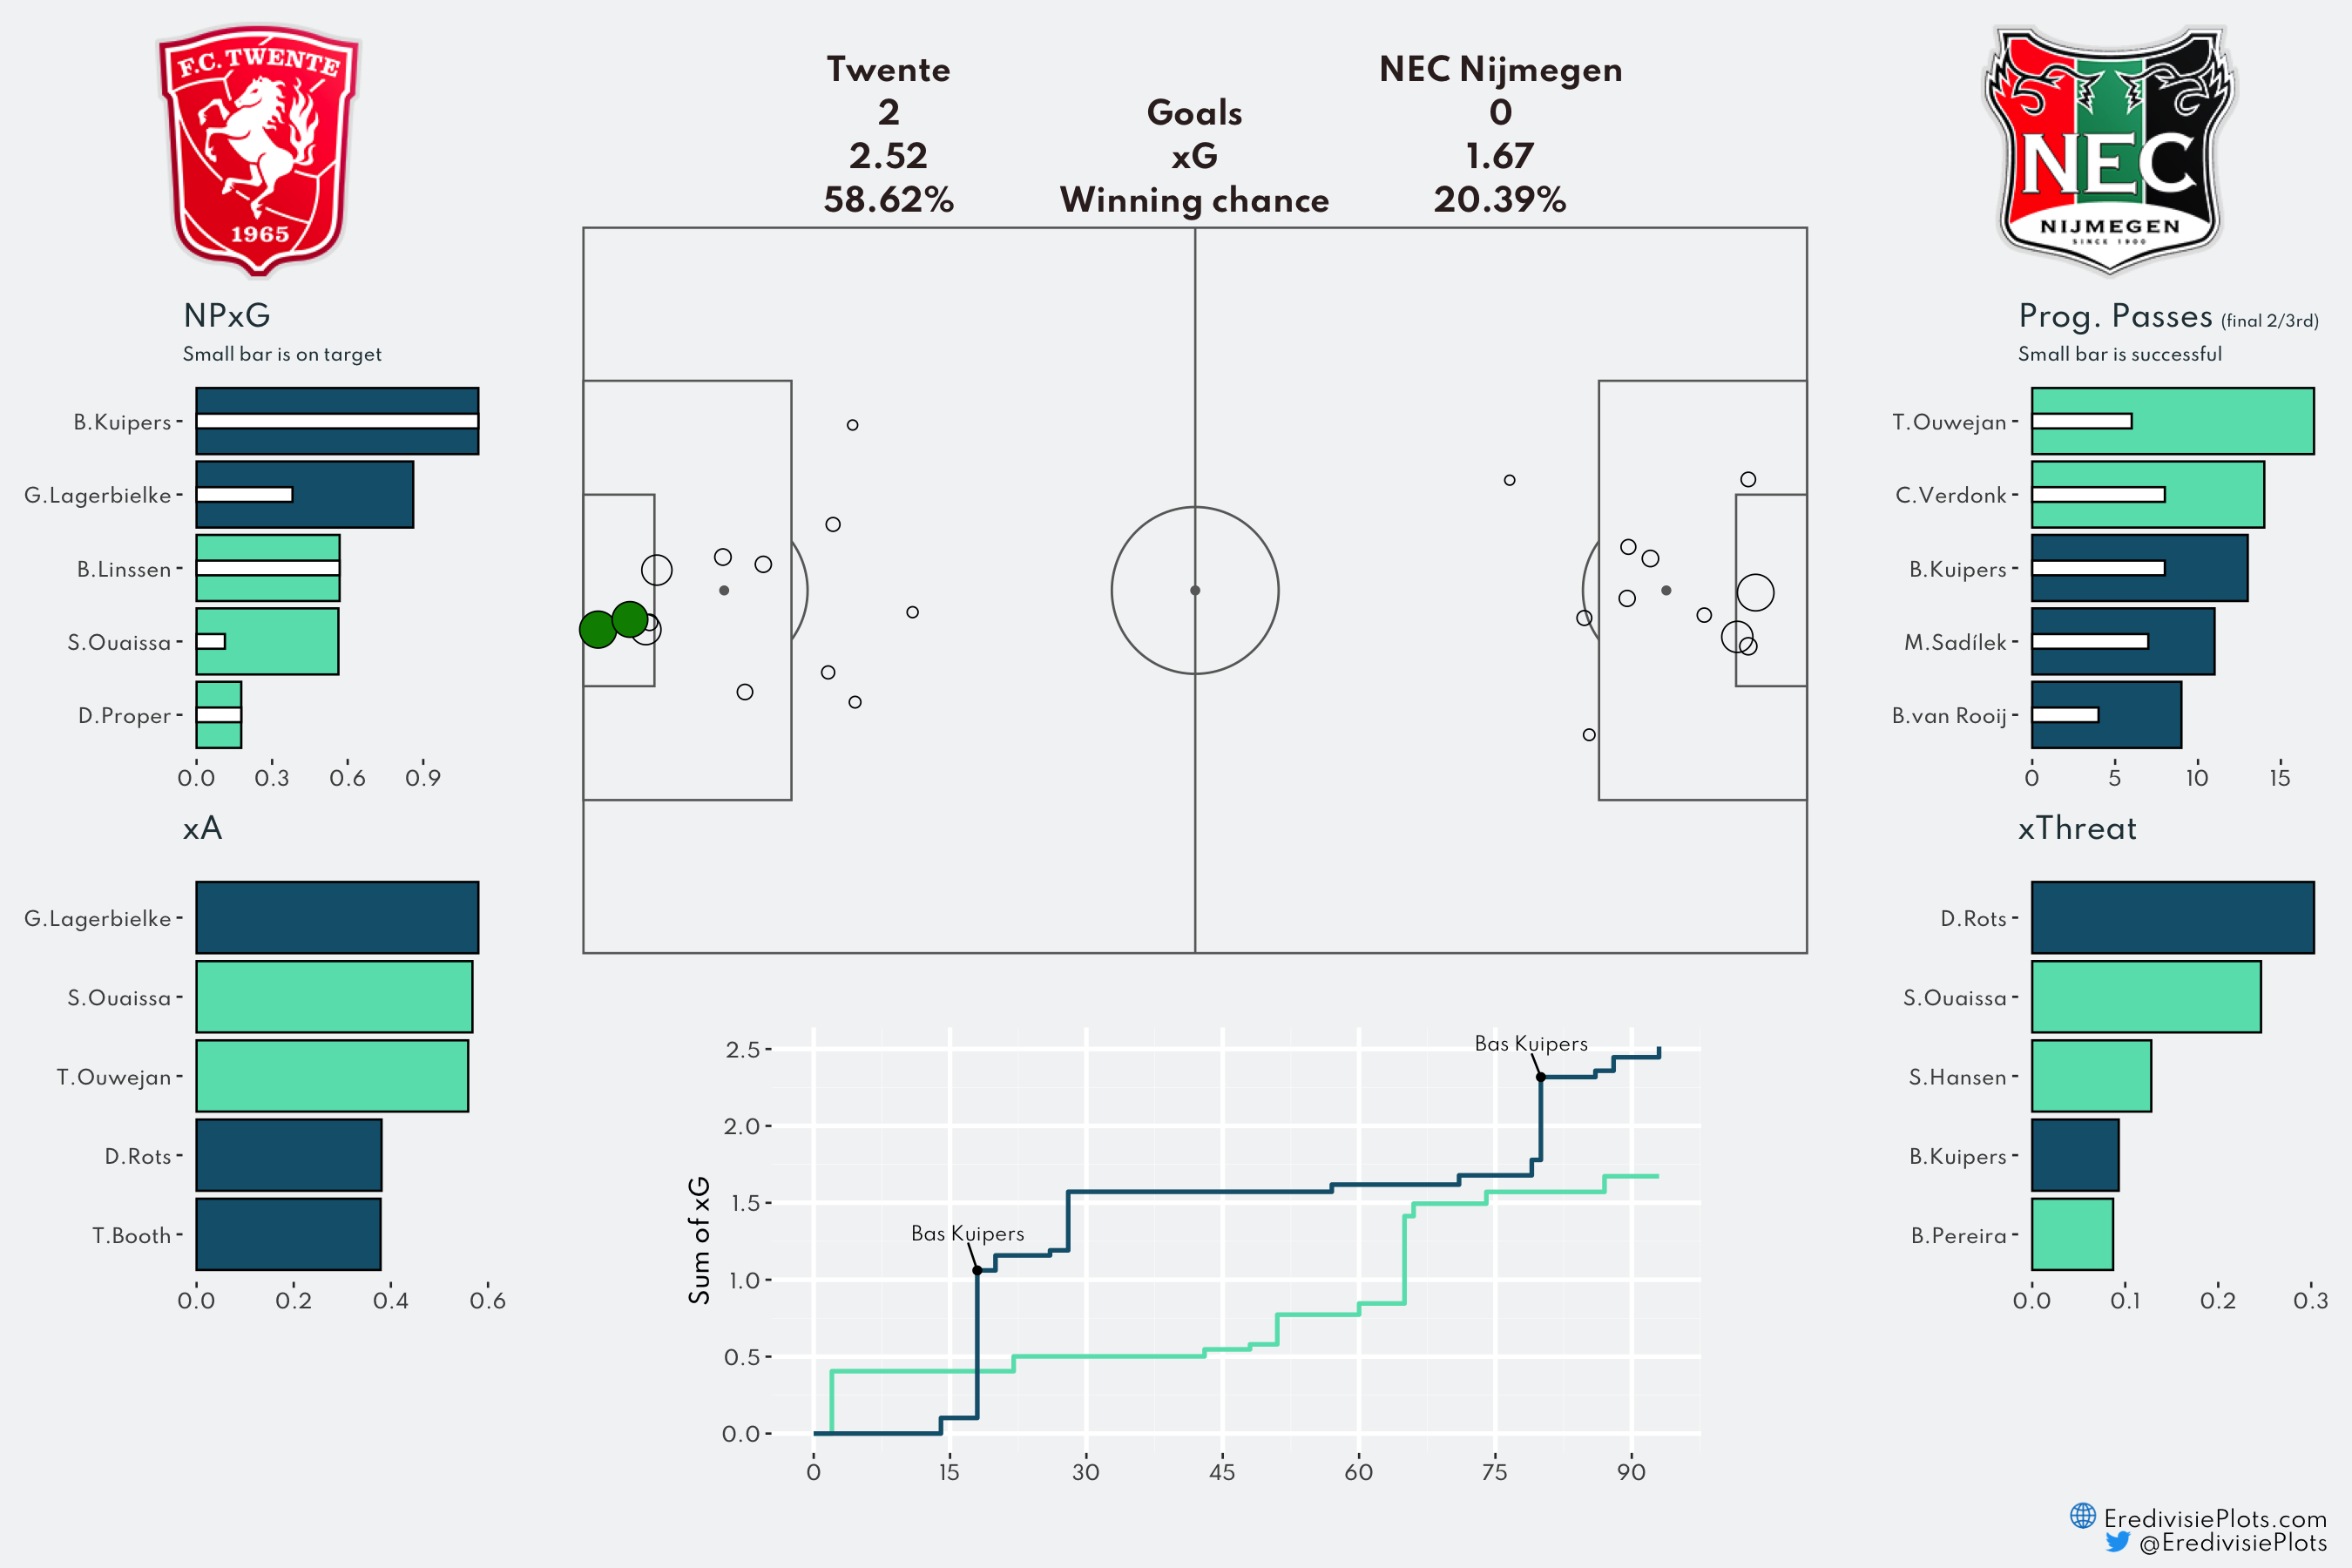 F.C. TWENTE
1965
Twente NEC Nijmegen
2 Goals 0
2.52 xG 1.67
58.62% Winning chance 20.39%
NEC
NIJMEGEN
SINCE 1900
NPxG
Small bar is on target
B.Kuipers
G.Lagerbielke
B.Linssen
S.Ouaissa
D.Proper
0.0 0.3 0.6 0.9
Prog. Passes (final 2/3rd)
Small bar is successful
T.Ouwejan
C.Verdonk
B.Kuipers
M.Sadílek
B.van Rooij
0 5 10 15
xA
G.Lagerbielke
S.Ouaissa
T.Ouwejan
D.Rots
T.Booth
0.0 0.2 0.4 0.6
Sum of xG
2.5
2.0
1.5
1.0
0.5
0.0
Bas Kuipers
Bas Kuipers
0 15 30 45 60 75 90
xThreat
D.Rots
S.Ouaissa
S.Hansen
B.Kuipers
B.Pereira
0.0 0.1 0.2 0.3
EredivisiePlots.com
@EredivisiePlots